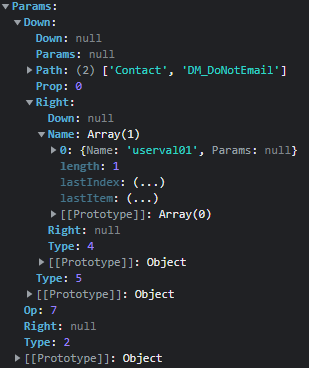 Params:
Down:
Down: null
Params: null
Path: (2) ['Contact', 'DM_DoNotEmail']
Prop: 0
Right:
Down: null
Name: Array(1)
0: {Name: 'userval01', Params: null}
length: 1
lastIndex: (...)
lastItem: (...)
[[Prototype]]: Array(0)
Right: null
Type: 4
[[Prototype]]: Object
Type: 5
[[Prototype]]: Object
Op: 7
Right: null
Type: 2
[[Prototype]]: Object